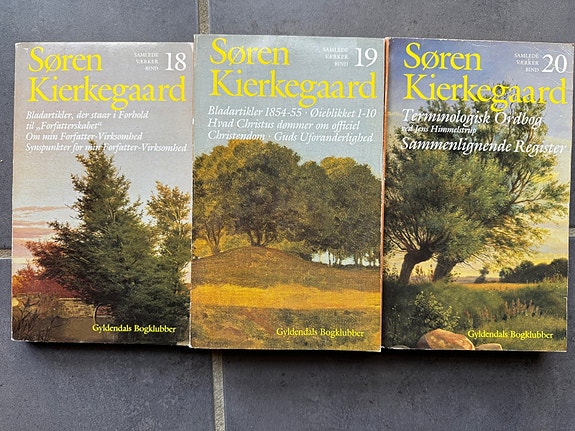 Søren
Kierkegaard
SAMLEDE
VÆRKER
BIND
18
Bladartikler, der staar i Forhold
til „Forfatterskabet"
Om min Forfatter-Virksomhed
Synspunktet for min Forfatter-Virksomhed
Gyldendals Bogklubber
Søren
Kierkegaard
SAMLEDE
VÆRKER
BIND
19
Bladartikler 1854-55 · Øieblikket 1-10
Hvad Christus dømmer om officiel
Christendom · Guds Uforanderlighed
Gyldendals Bogklubber
Søren
Kierkegaard
SAMLEDE
VÆRKER
BIND
20
Terminologisk Ordbog
ved Jens Himmelstrup
Sammenlignende Register
Gyldendals Bogklubber